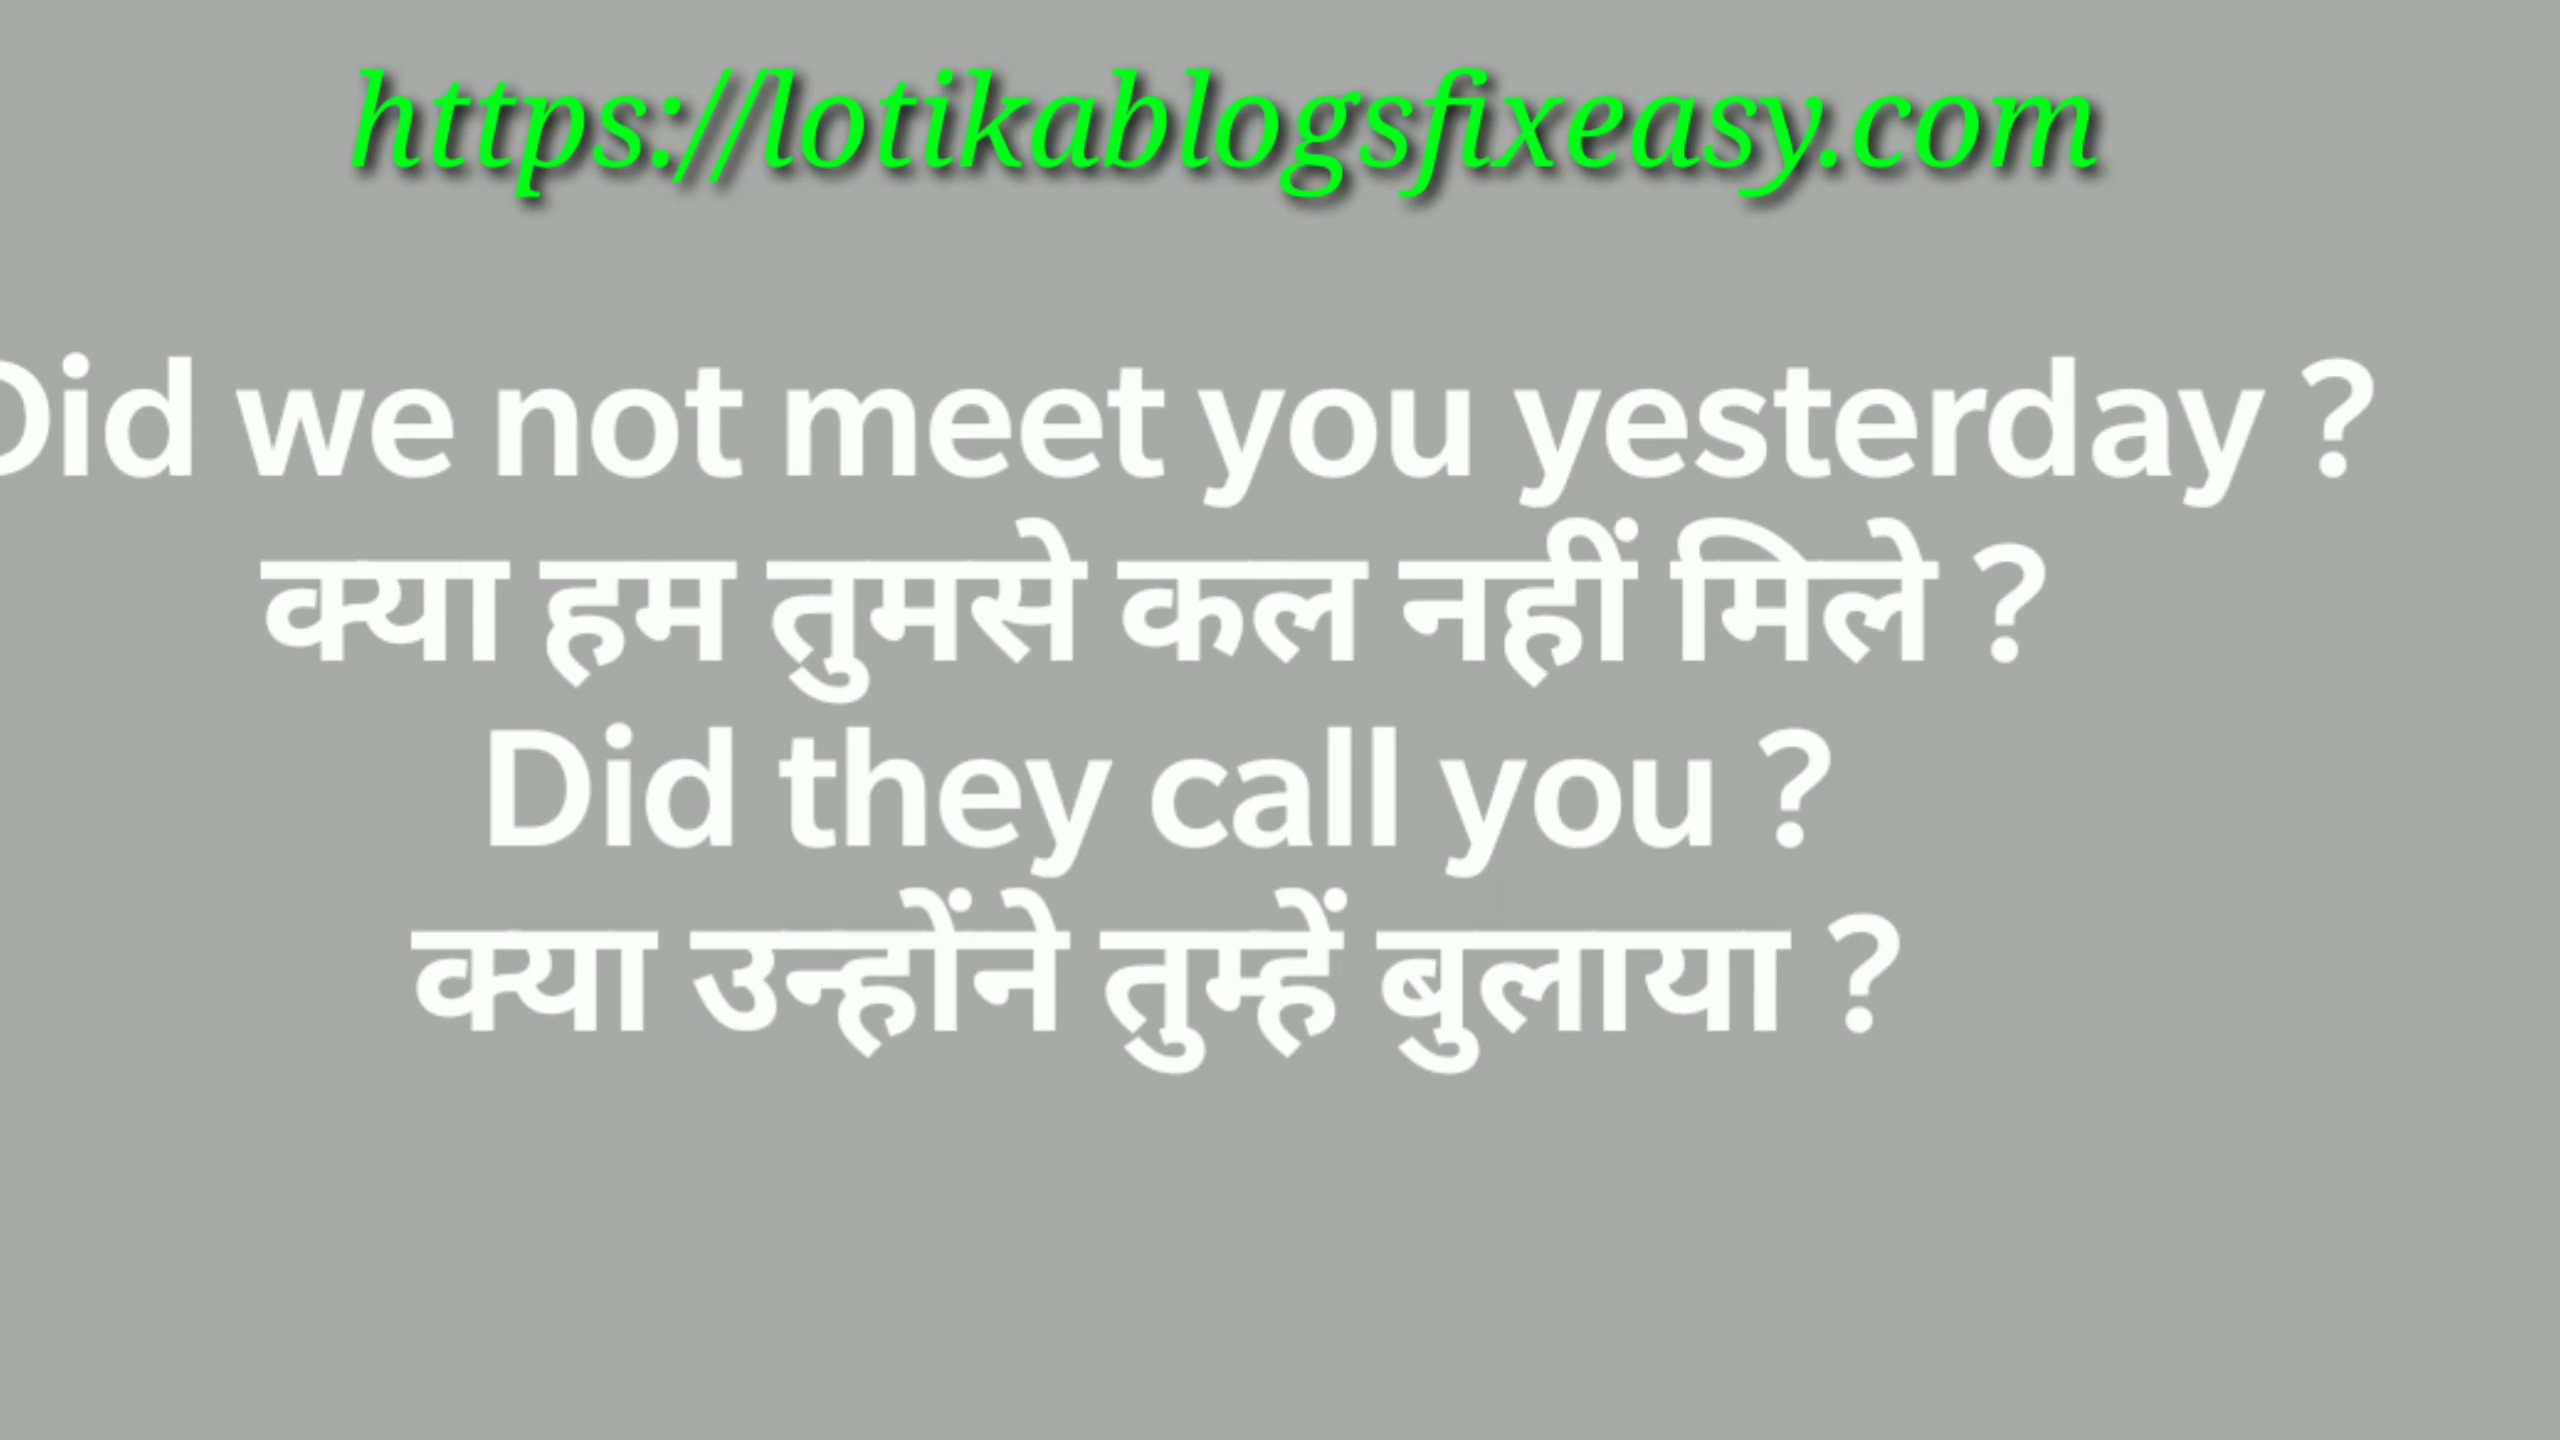 https://lotikablogsfixeasy.com
Did we not meet you yesterday ?
क्या हम तुमसे कल नहीं मिले ?
Did they call you ?
क्या उन्होंने तुम्हें बुलाया ?